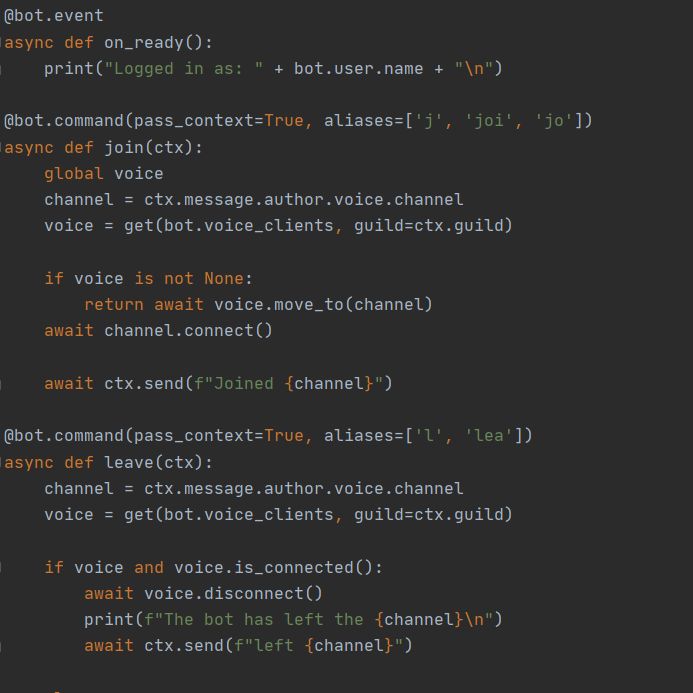 @bot.event
async def on_ready():
    print("Logged in as: " + bot.user.name + "\n")

@bot.command(pass_context=True, aliases=['j', 'joi', 'jo'])
async def join(ctx):
    global voice
    channel = ctx.message.author.voice.channel
    voice = get(bot.voice_clients, guild=ctx.guild)

    if voice is not None:
        return await voice.move_to(channel)
    await channel.connect()

    await ctx.send(f"Joined {channel}")

@bot.command(pass_context=True, aliases=['l', 'lea'])
async def leave(ctx):
    channel = ctx.message.author.voice.channel
    voice = get(bot.voice_clients, guild=ctx.guild)

    if voice and voice.is_connected():
        await voice.disconnect()
        print(f"The bot has left the {channel}\n")
        await ctx.send(f"left {channel}")